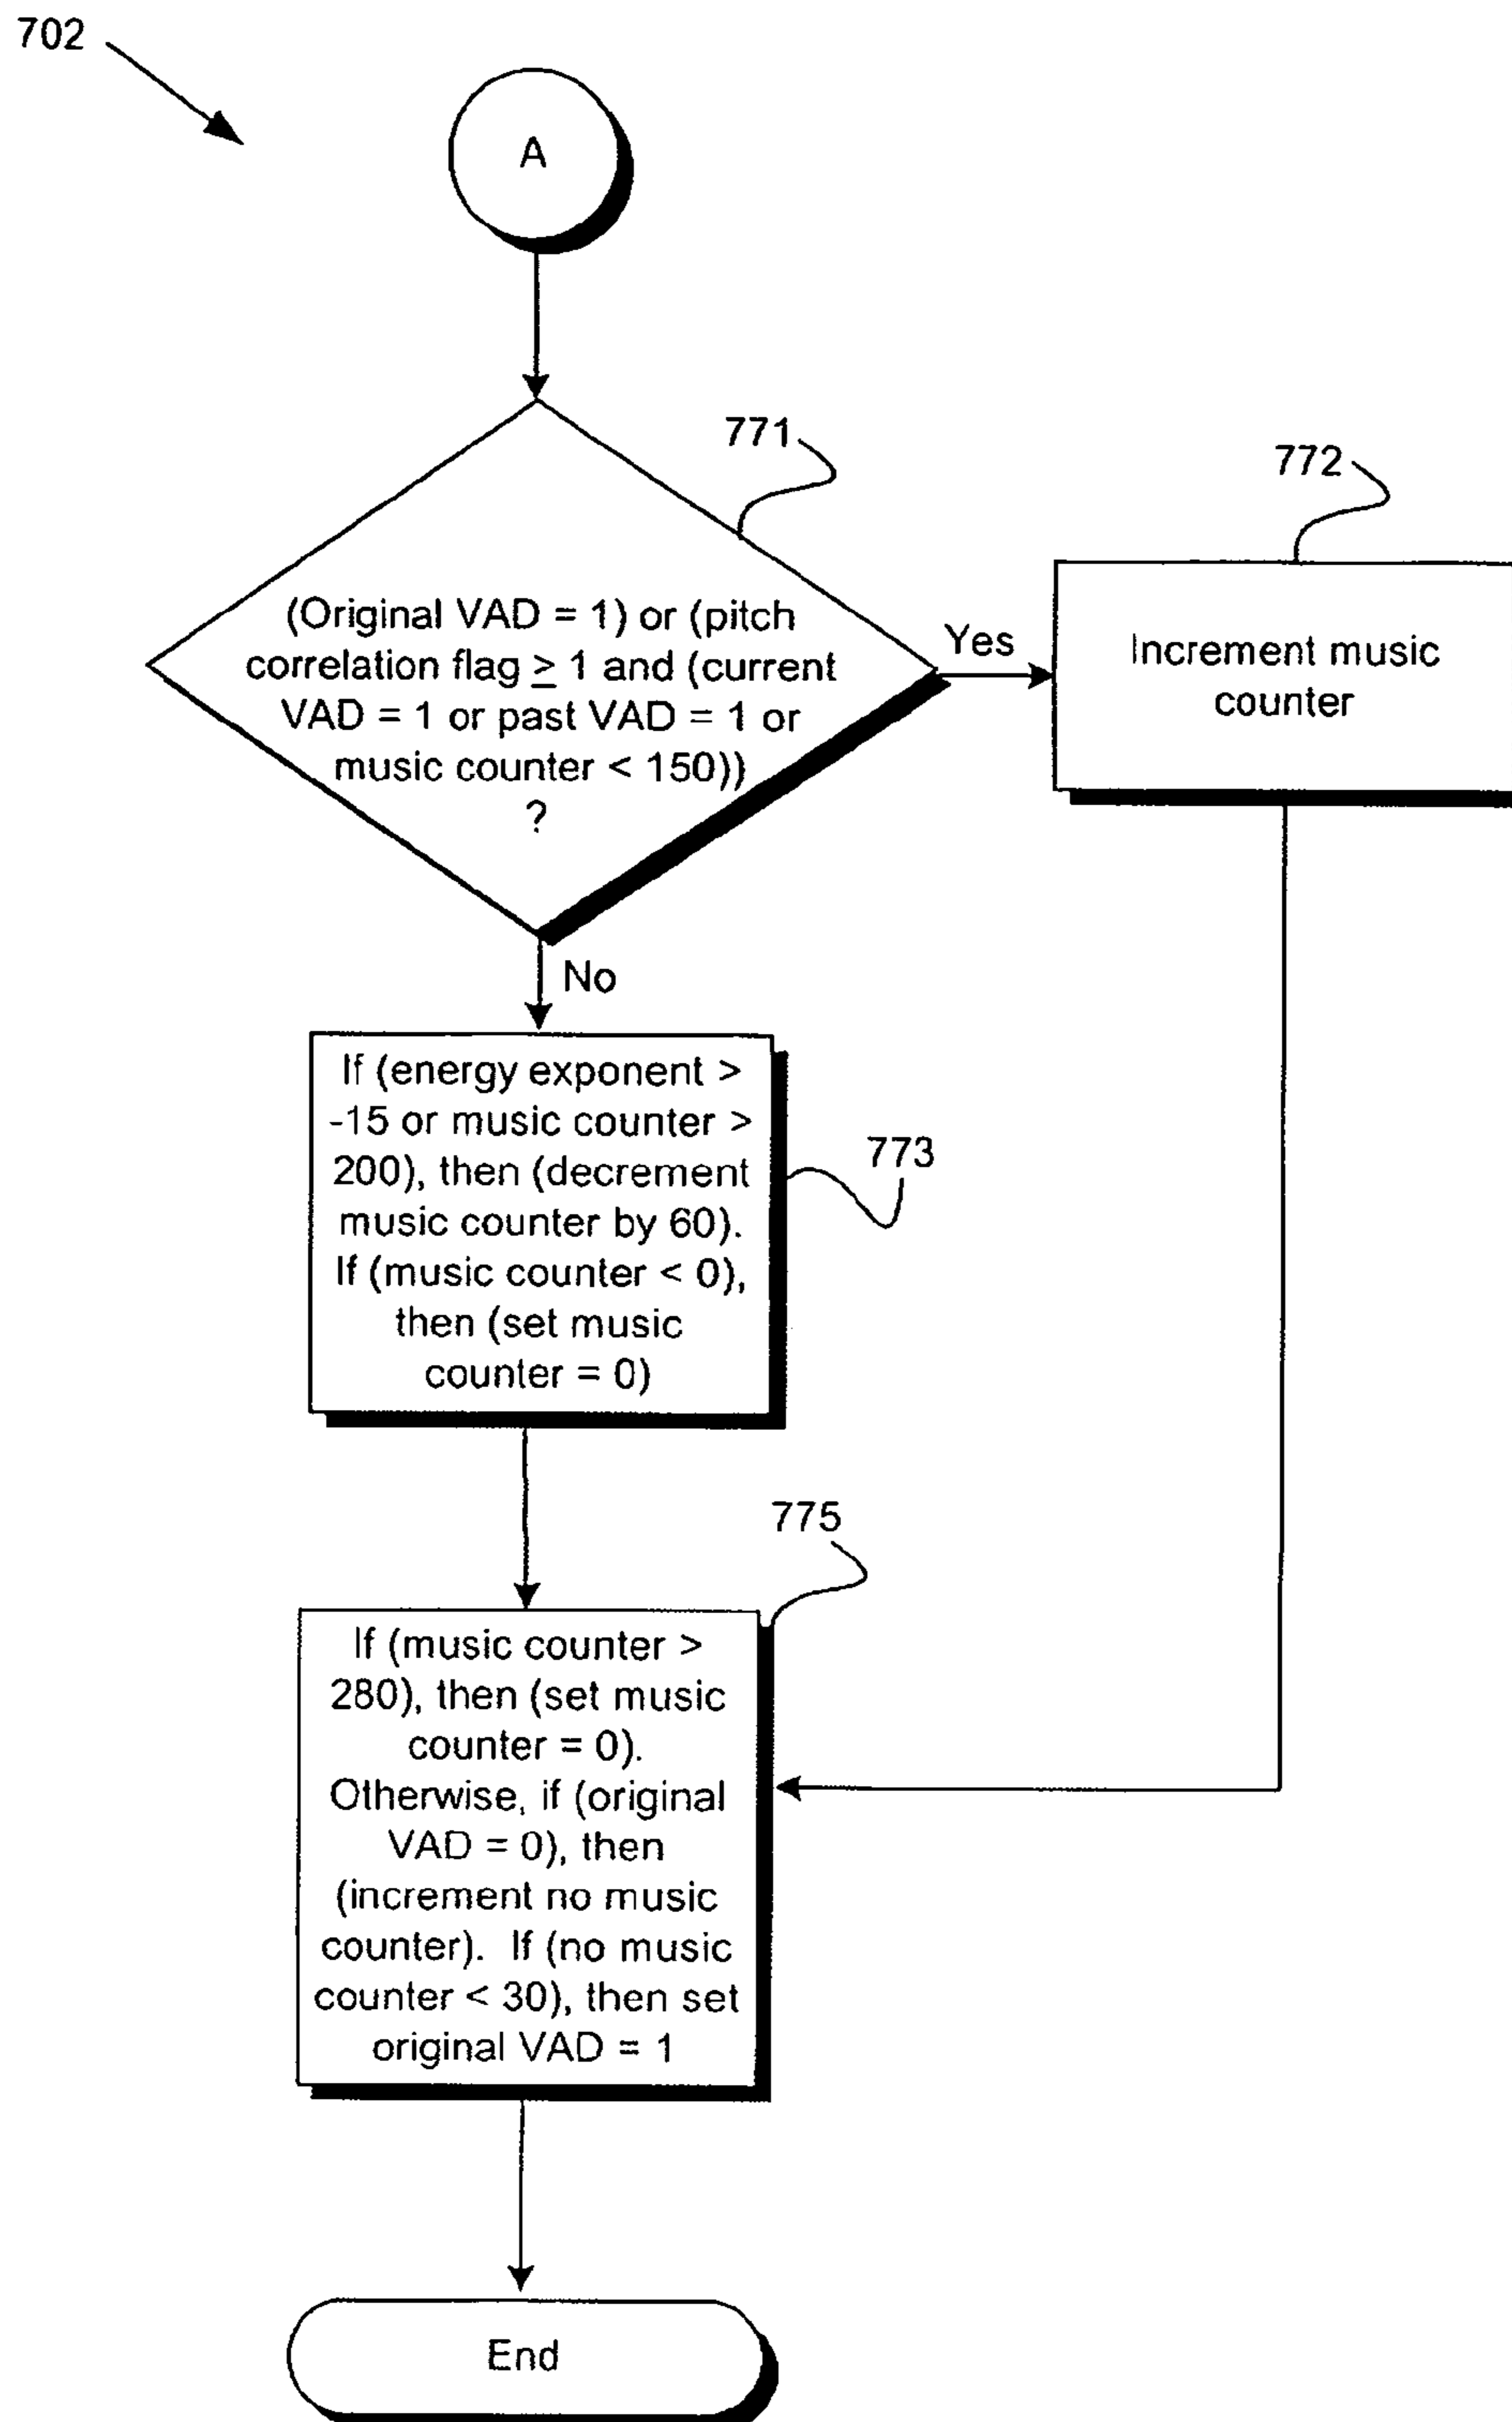 702
A
771
(Original VAD = 1) or (pitch
correlation flag ≥ 1 and (current
VAD = 1 or past VAD = 1 or
music counter < 150))
?
Yes
772
Increment music
counter
No
If (energy exponent >
-15 or music counter >
200), then (decrement
music counter by 60).
If (music counter < 0),
then (set music
counter = 0)
773
775
If (music counter >
280), then (set music
counter = 0).
Otherwise, if (original
VAD = 0), then
(increment no music
counter).  If (no music
counter < 30), then set
original VAD = 1
End